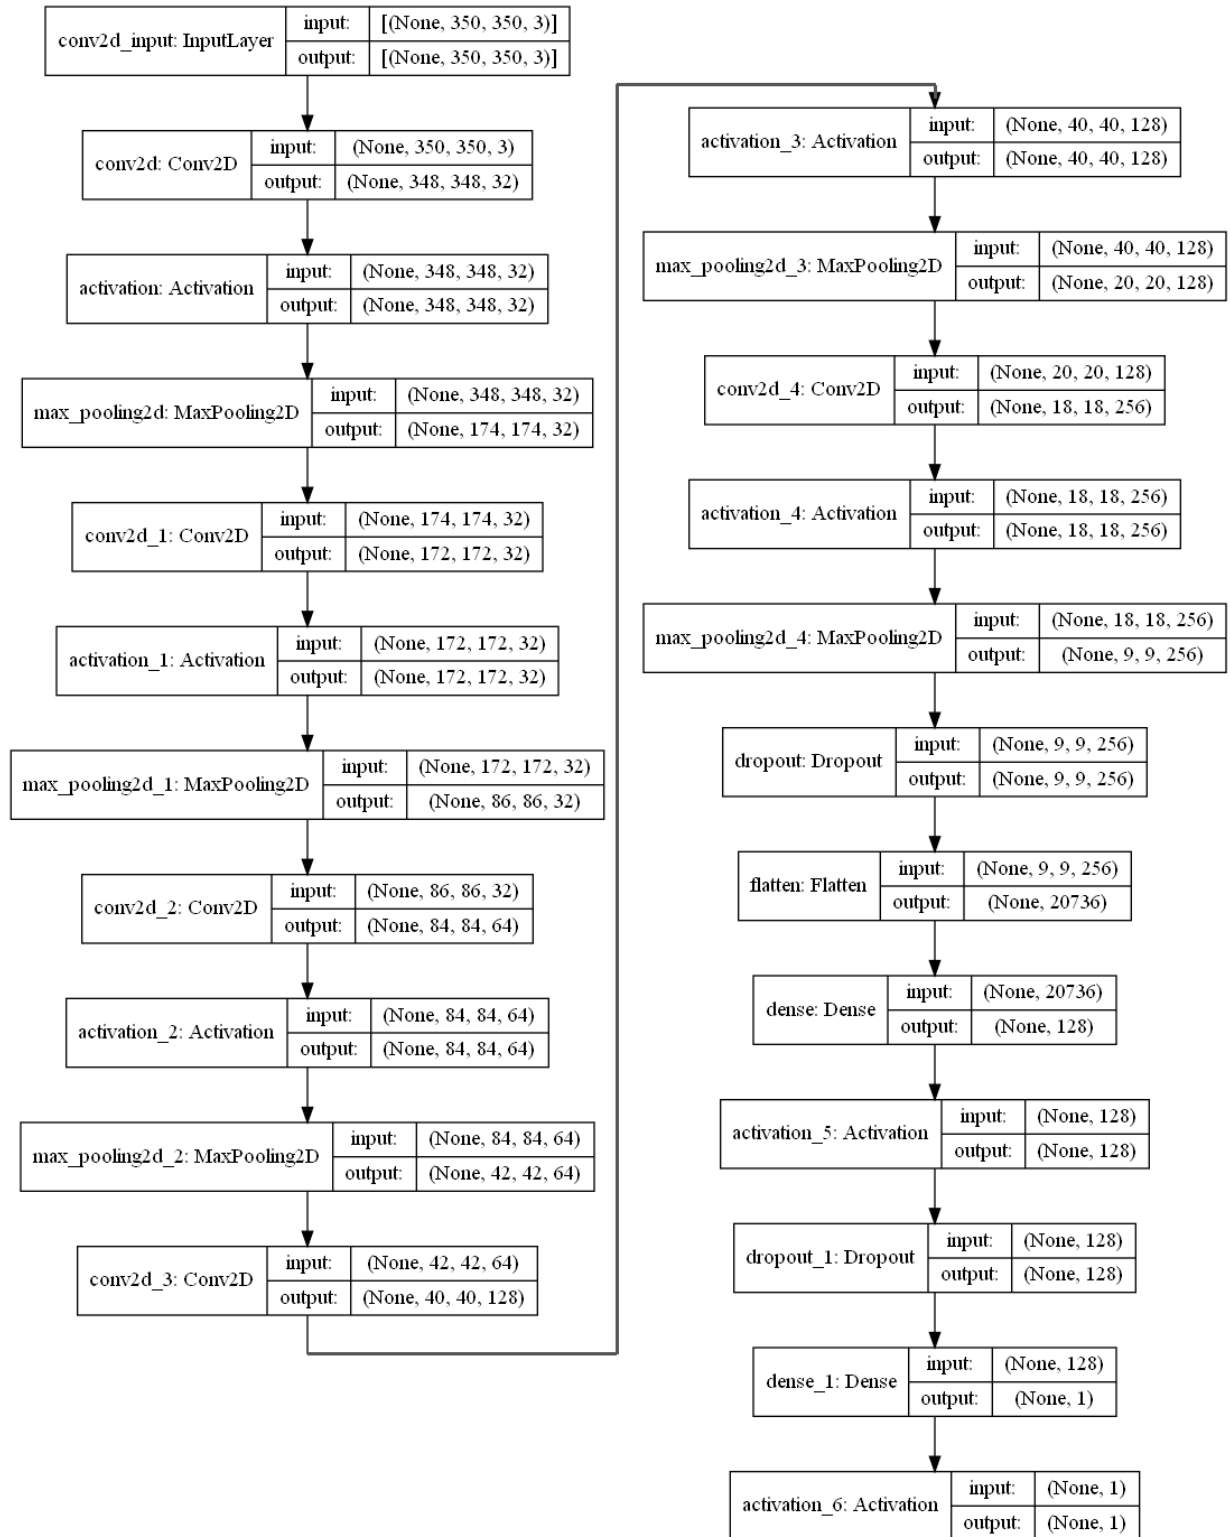 conv2d_input: InputLayer
input: [(None, 350, 350, 3)]
output: [(None, 350, 350, 3)]
conv2d: Conv2D
input: (None, 350, 350, 3)
output: (None, 348, 348, 32)
activation: Activation
input: (None, 348, 348, 32)
output: (None, 348, 348, 32)
max_pooling2d: MaxPooling2D
input: (None, 348, 348, 32)
output: (None, 174, 174, 32)
conv2d_1: Conv2D
input: (None, 174, 174, 32)
output: (None, 172, 172, 32)
activation_1: Activation
input: (None, 172, 172, 32)
output: (None, 172, 172, 32)
max_pooling2d_1: MaxPooling2D
input: (None, 172, 172, 32)
output: (None, 86, 86, 32)
conv2d_2: Conv2D
input: (None, 86, 86, 32)
output: (None, 84, 84, 64)
activation_2: Activation
input: (None, 84, 84, 64)
output: (None, 84, 84, 64)
max_pooling2d_2: MaxPooling2D
input: (None, 84, 84, 64)
output: (None, 42, 42, 64)
conv2d_3: Conv2D
input: (None, 42, 42, 64)
output: (None, 40, 40, 128)
activation_3: Activation
input: (None, 40, 40, 128)
output: (None, 40, 40, 128)
max_pooling2d_3: MaxPooling2D
input: (None, 40, 40, 128)
output: (None, 20, 20, 128)
conv2d_4: Conv2D
input: (None, 20, 20, 128)
output: (None, 18, 18, 256)
activation_4: Activation
input: (None, 18, 18, 256)
output: (None, 18, 18, 256)
max_pooling2d_4: MaxPooling2D
input: (None, 18, 18, 256)
output: (None, 9, 9, 256)
dropout: Dropout
input: (None, 9, 9, 256)
output: (None, 9, 9, 256)
flatten: Flatten
input: (None, 9, 9, 256)
output: (None, 20736)
dense: Dense
input: (None, 20736)
output: (None, 128)
activation_5: Activation
input: (None, 128)
output: (None, 128)
dropout_1: Dropout
input: (None, 128)
output: (None, 128)
dense_1: Dense
input: (None, 128)
output: (None, 1)
activation_6: Activation
input: (None, 1)
output: (None, 1)